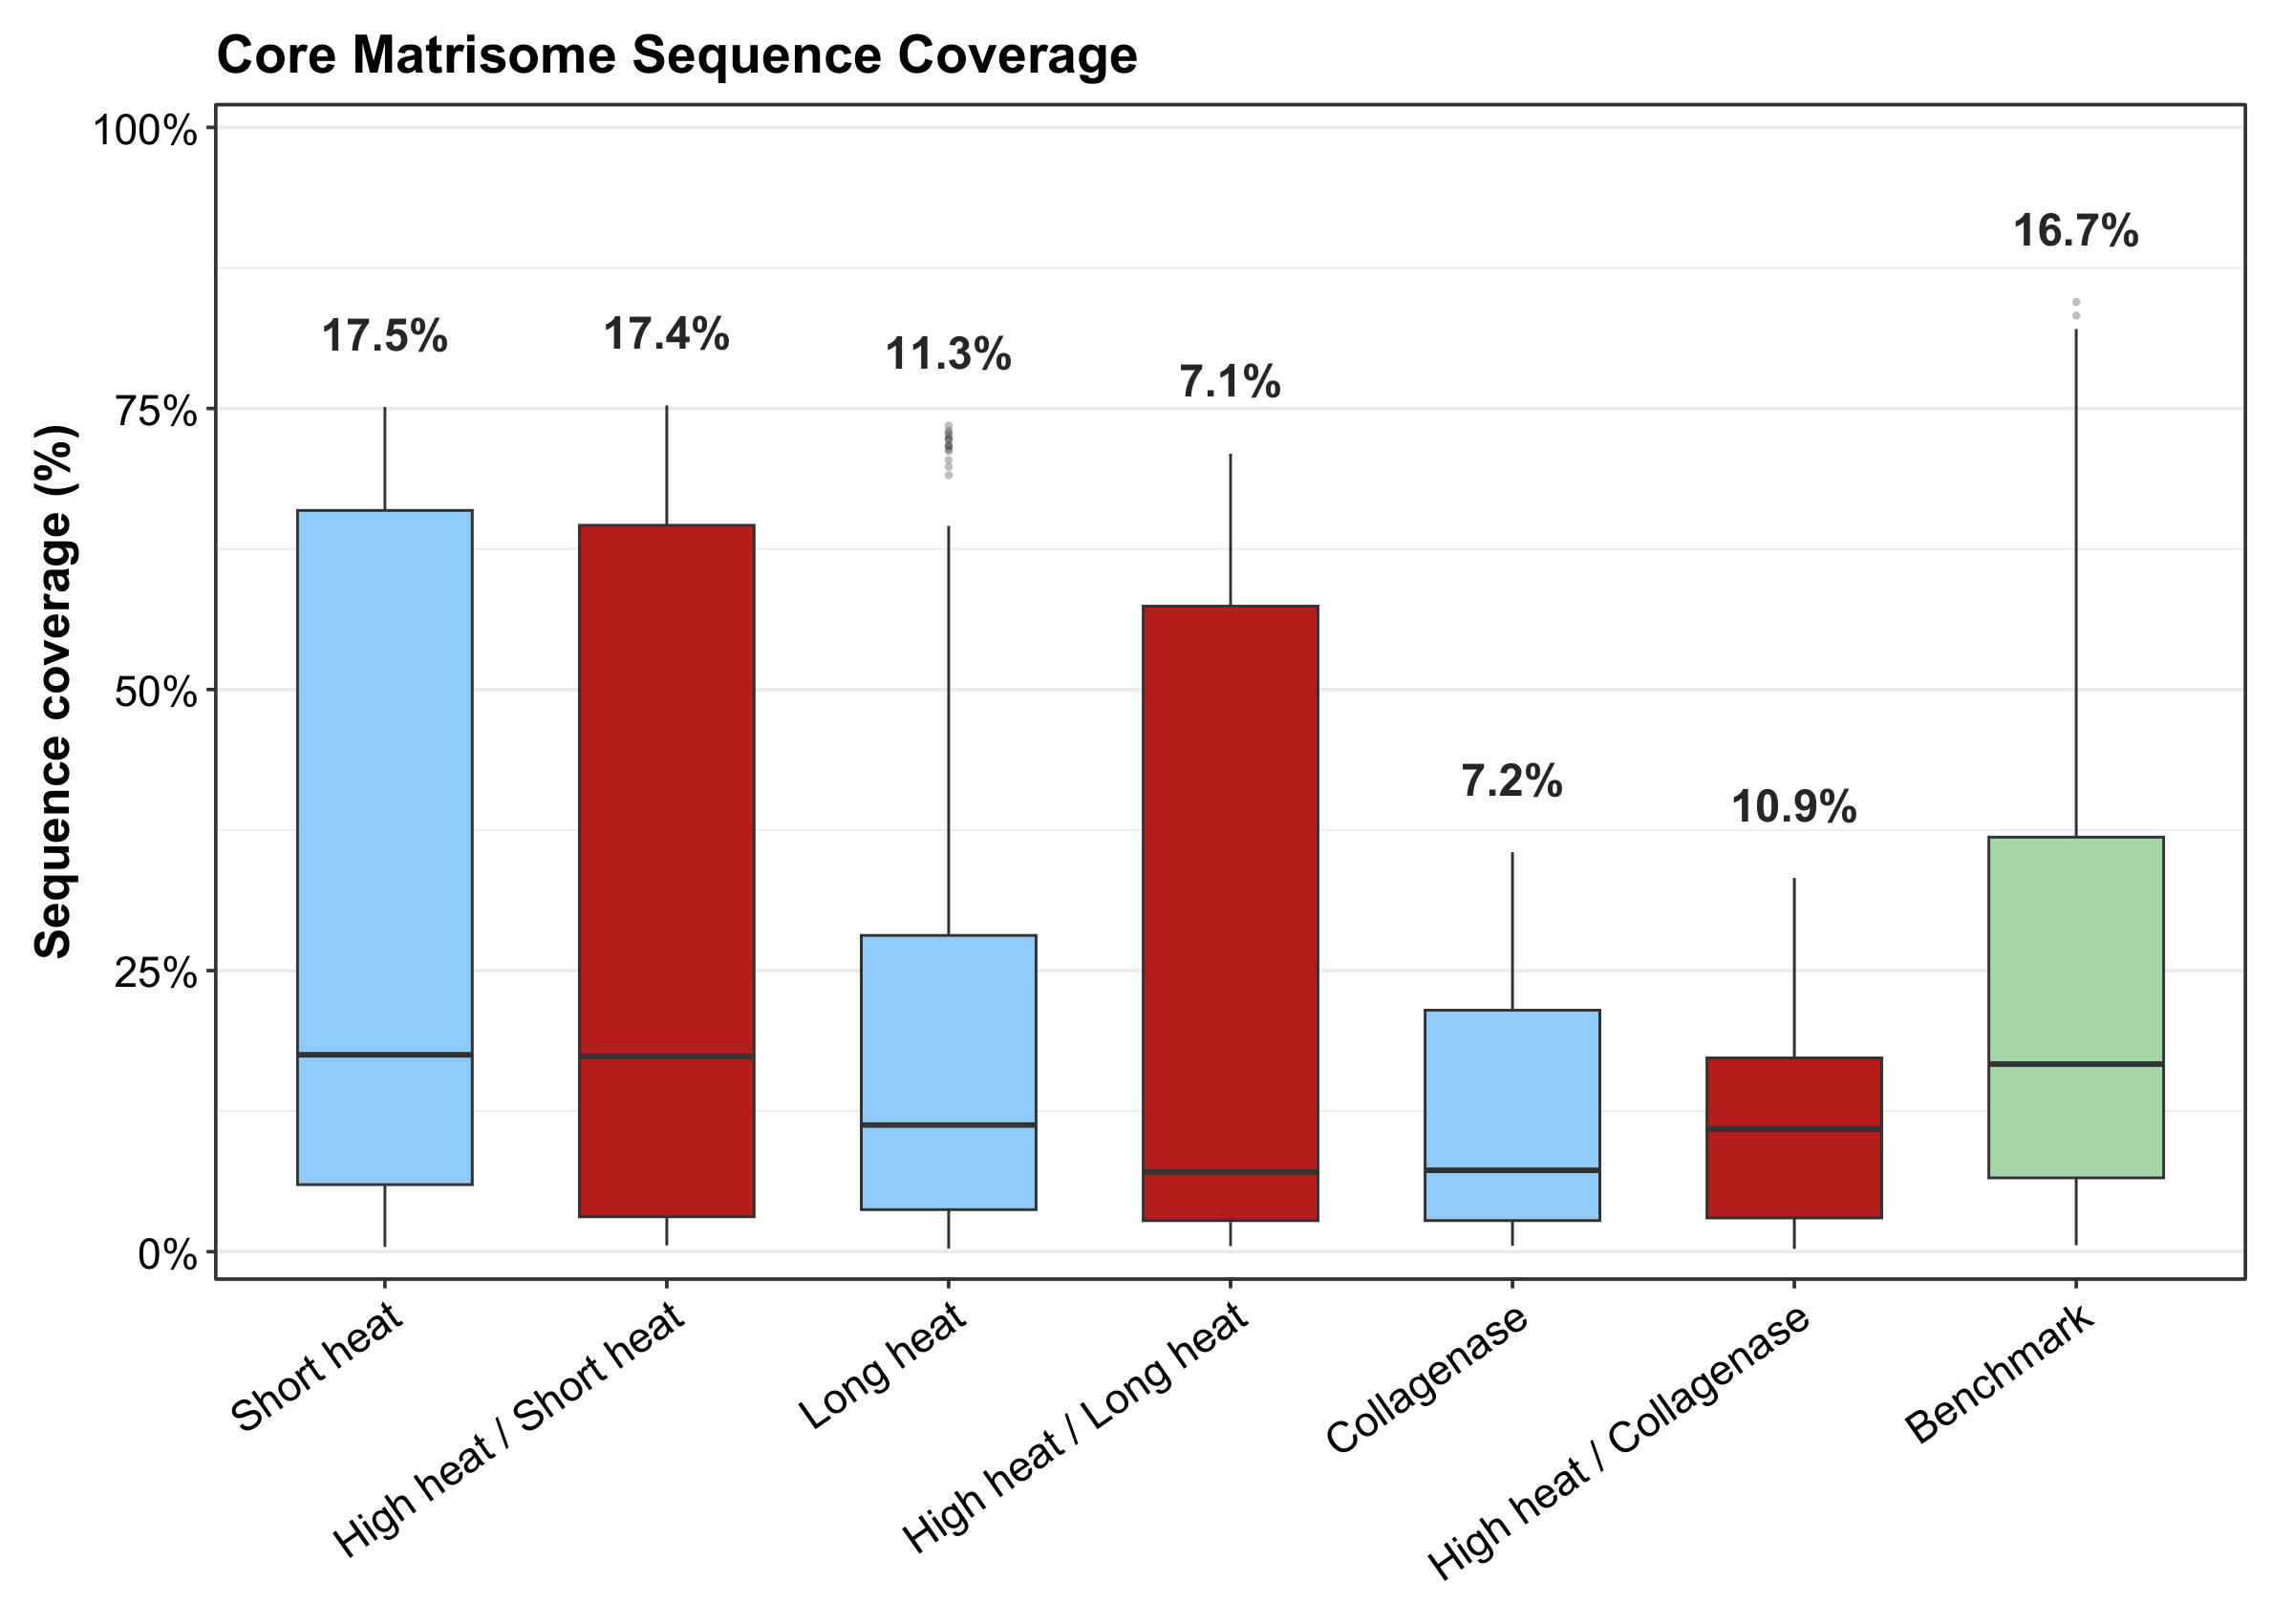 Core Matrisome Sequence Coverage
Sequence coverage (%)
100%
75%
50%
25%
0%
17.5%
17.4%
11.3%
7.1%
7.2%
10.9%
16.7%
Short heat
High heat / Short heat
Long heat
High heat / Long heat
Collagenase
High heat / Collagenase
Benchmark